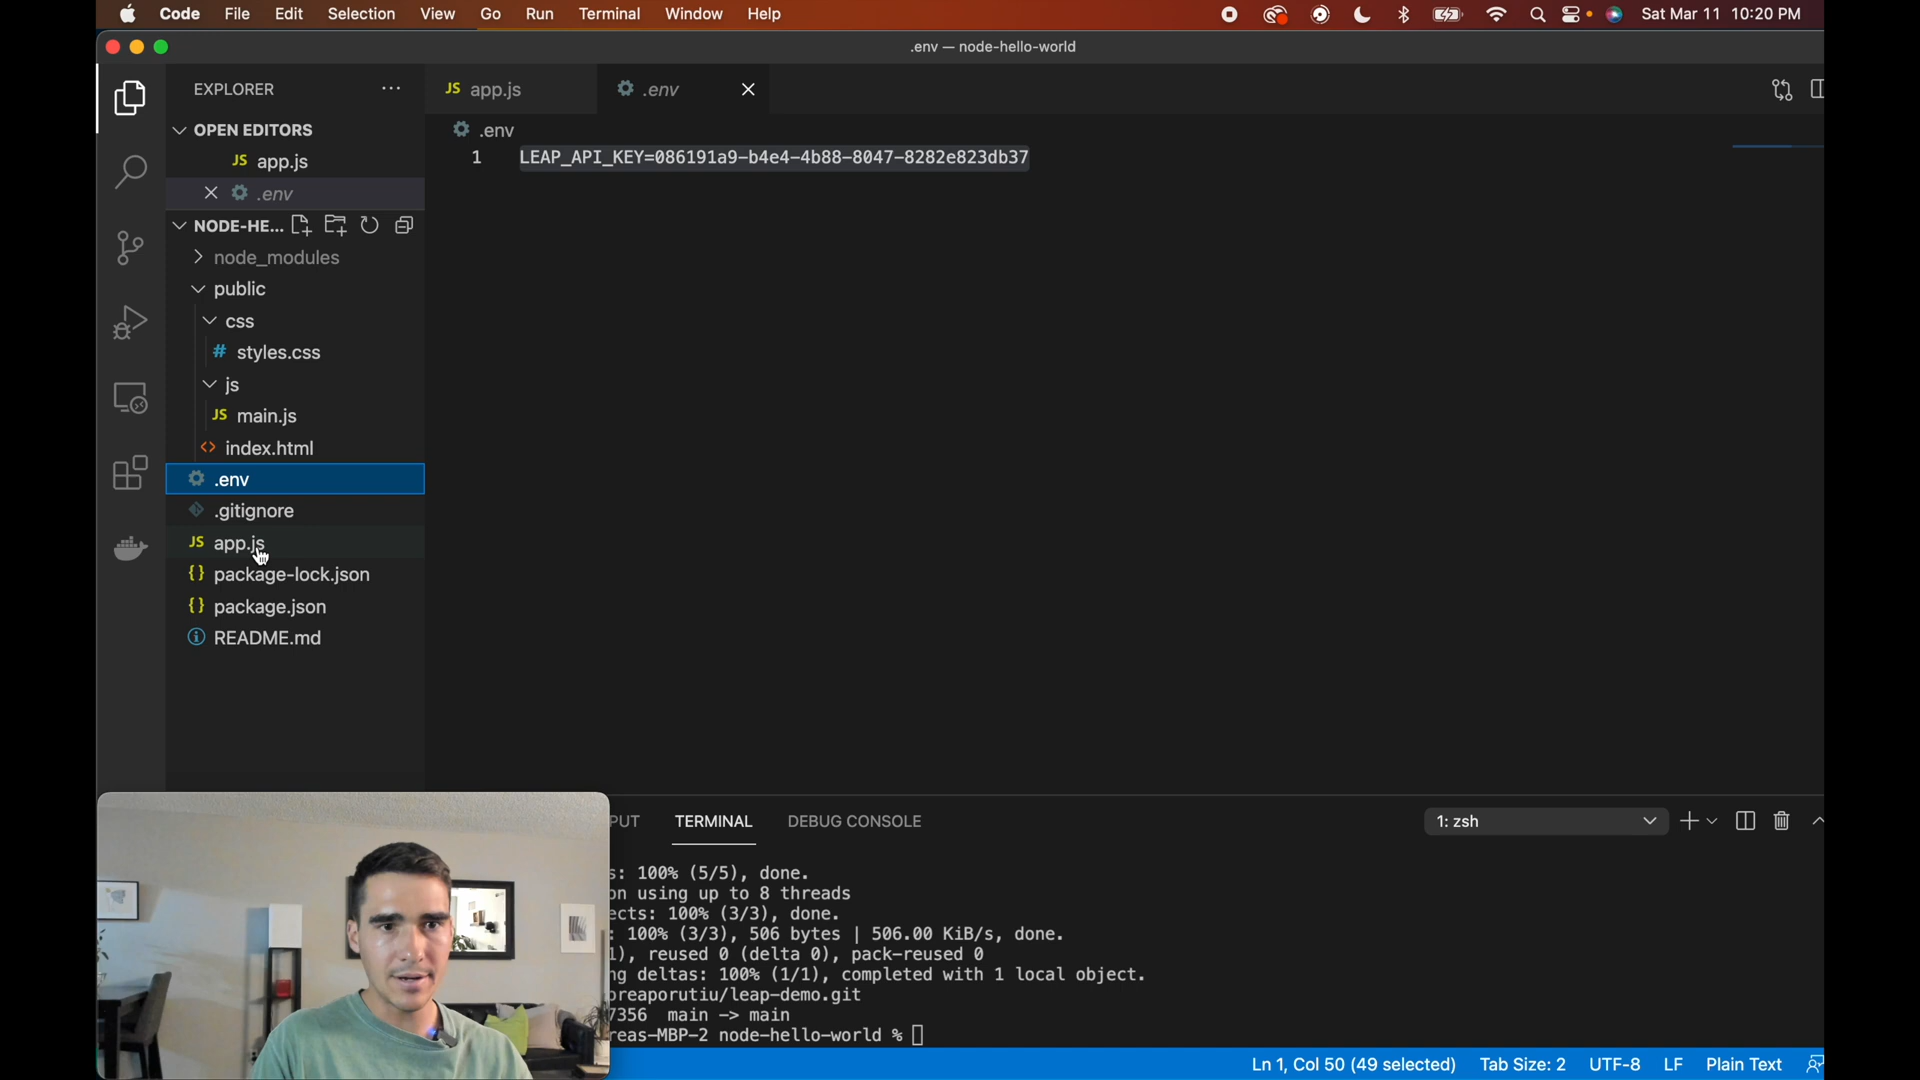 Code File Edit Selection View Go Run Terminal Window Help Sat Mar 11 10:20 PM
.env — node-hello-world
EXPLORER
JS app.js
.env
OPEN EDITORS
JS app.js
.env
NODE-HE...
node_modules
public
css
# styles.css
js
JS main.js
<> index.html
.env
.gitignore
JS app.js
{} package-lock.json
{} package.json
README.md
.env
1 LEAP_API_KEY=086191a9-b4e4-4b88-8047-8282e823db37
PUT TERMINAL DEBUG CONSOLE 1: zsh
s: 100% (5/5), done.
on using up to 8 threads
ects: 100% (3/3), done.
: 100% (3/3), 506 bytes | 506.00 KiB/s, done.
1), reused 0 (delta 0), pack-reused 0
ng deltas: 100% (1/1), completed with 1 local object.
oreaporutiu/leap-demo.git
7356 main -> main
reas-MBP-2 node-hello-world %
Ln 1, Col 50 (49 selected) Tab Size: 2 UTF-8 LF Plain Text